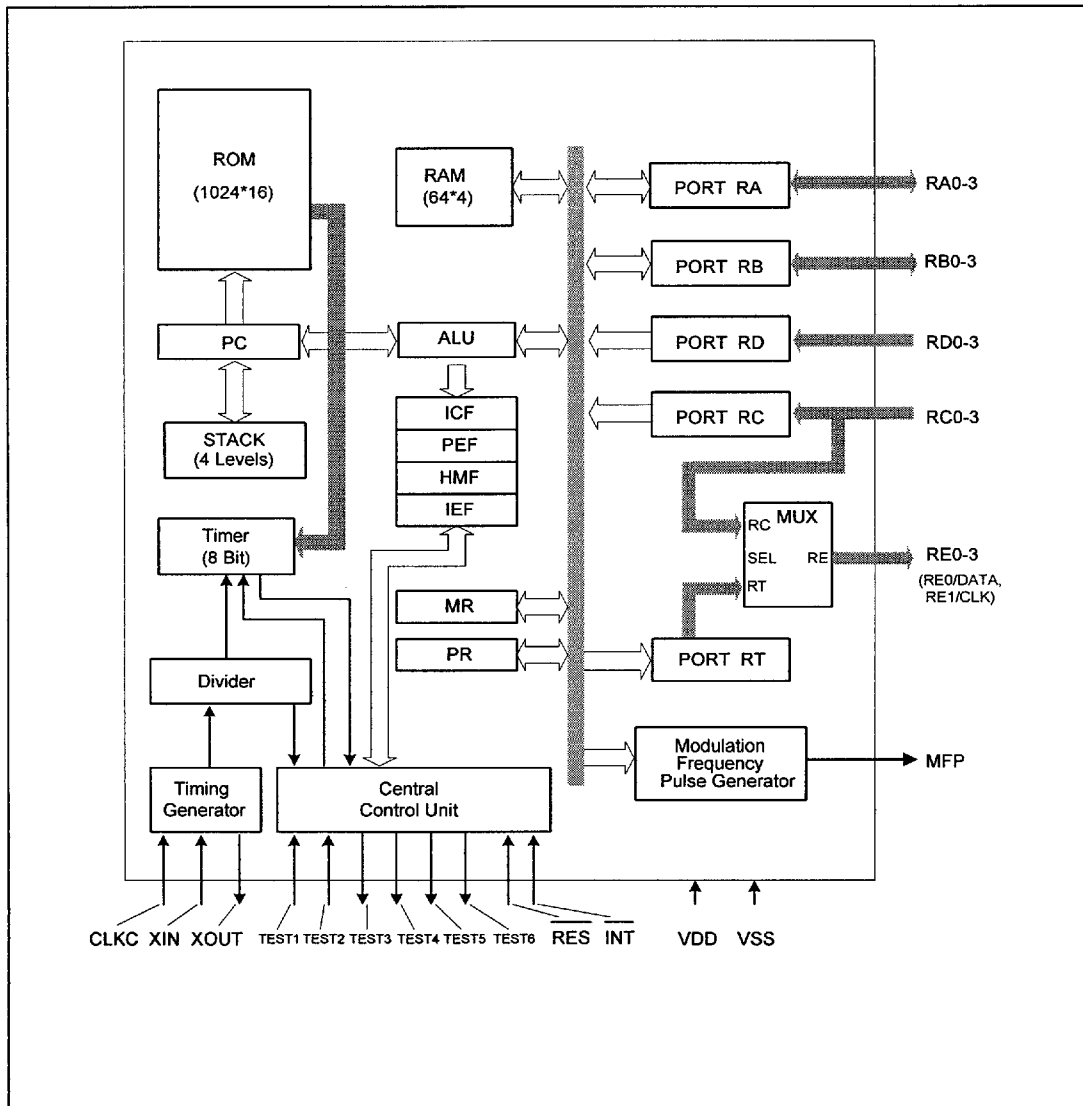 ROM
(1024*16)
RAM
(64*4)
PORT RA
RA0-3
PORT RB
RB0-3
PC
ALU
PORT RD
RD0-3
ICF
PORT RC
RC0-3
STACK
(4 Levels)
PEF
HMF
IEF
RC
MUX
SEL
RE
RT
RE0-3
(RE0/DATA,
RE1/CLK)
Timer
(8 Bit)
MR
PR
PORT RT
Divider
Modulation
Frequency
Pulse Generator
MFP
Timing
Generator
Central
Control Unit
CLKC XIN XOUT TEST1 TEST2 TEST3 TEST4 TEST5 TEST6 RES INT VDD VSS